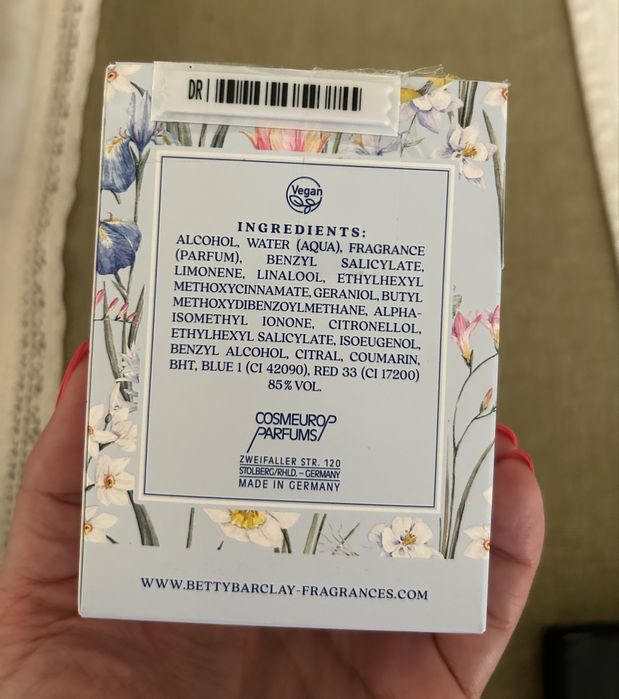 DR
Vegan
INGREDIENTS:
ALCOHOL, WATER (AQUA), FRAGRANCE
(PARFUM), BENZYL SALICYLATE,
LIMONENE, LINALOOL, ETHYLHEXYL
METHOXYCINNAMATE, GERANIOL, BUTYL
METHOXYDIBENZOYLMETHANE, ALPHA-
ISOMETHYL IONONE, CITRONELLOL,
ETHYLHEXYL SALICYLATE, ISOEUGENOL,
BENZYL ALCOHOL, CITRAL, COUMARIN,
BHT, BLUE 1 (CI 42090), RED 33 (CI 17200)
85 % VOL.
COSMEUROP
PARFUMS
ZWEIFALLER STR. 120
STOLBERG/RHLD. – GERMANY
MADE IN GERMANY
WWW.BETTYBARCLAY-FRAGRANCES.COM